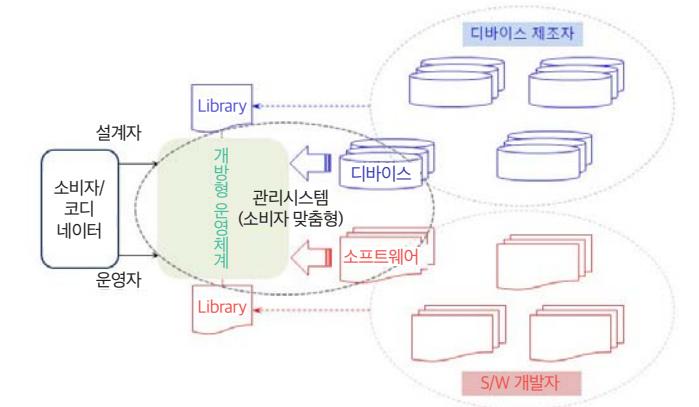 디바이스 제조자
Library
설계자
소비자/
코디
네이터
개방형 운영체계
디바이스
관리시스템
(소비자 맞춤형)
소프트웨어
운영자
Library
S/W 개발자